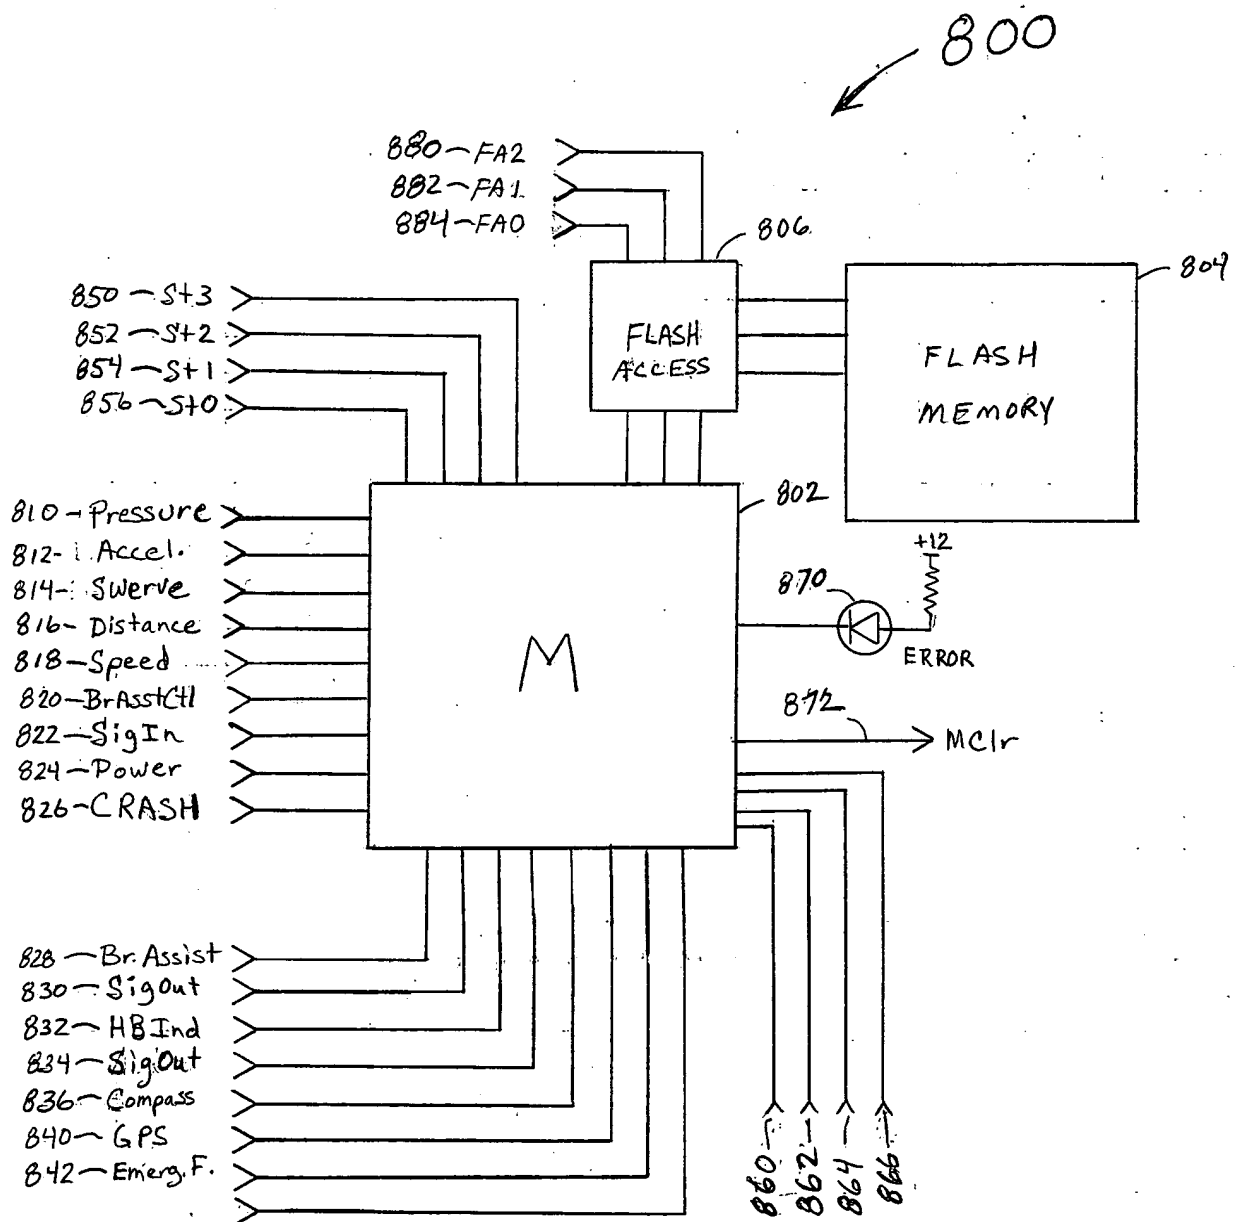 800
880-FA2
882-FA1
884-FA0
806
804
850-St3
852-St2
854-St1
856-St0
FLASH
ACCESS
FLASH
MEMORY
810-Pressure
812-Accel.
814-Swerve
816-Distance
818-Speed
820-BrAsstCtl
822-SigIn
824-Power
826-CRASH
802
M
+12
870
ERROR
872
MClr
828-Br.Assist
830-SigOut
832-HBInd
834-SigOut
836-Compass
840-GPS
842-Emerg.F.
860
862
864
866